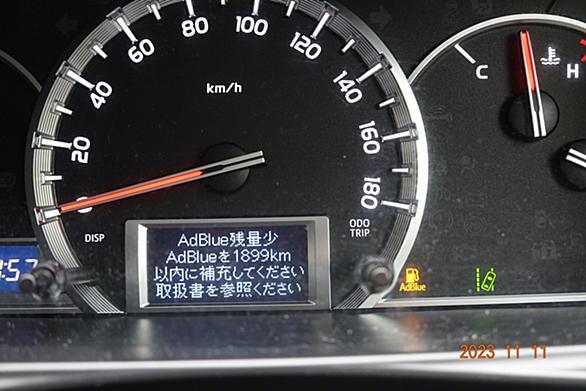 20
40
60
80
100
120
140
160
180
km/h
C
H
DISP
ODO
TRIP
AdBlue残量少
AdBlueを1899km
以内に補充してください
取扱書を参照ください
:57
AdBlue
2023 11 11